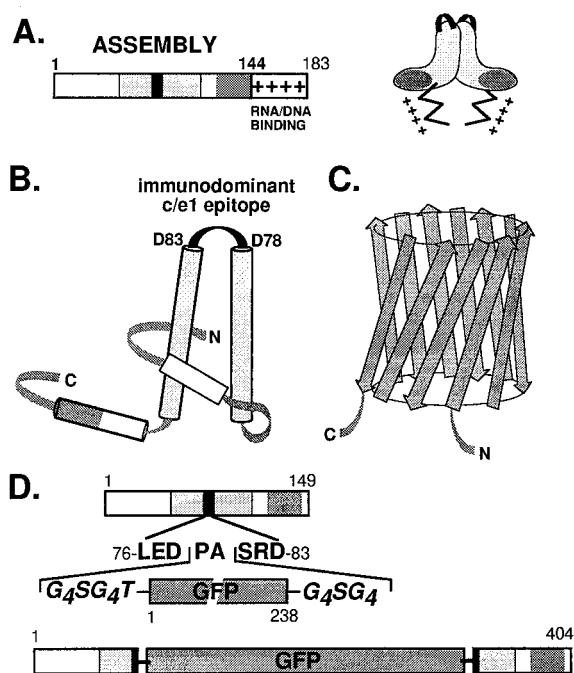 A.
ASSEMBLY
1 144 183
++++
RNA/DNA
BINDING
++++ ++++
B.
immunodominant
c/e1 epitope
D83 D78
N
C
C.
C
N
D.
1 149
c
76-LED PA SRD-83
G4SG4T GFP G4SG4
1 238
1 404
GFP